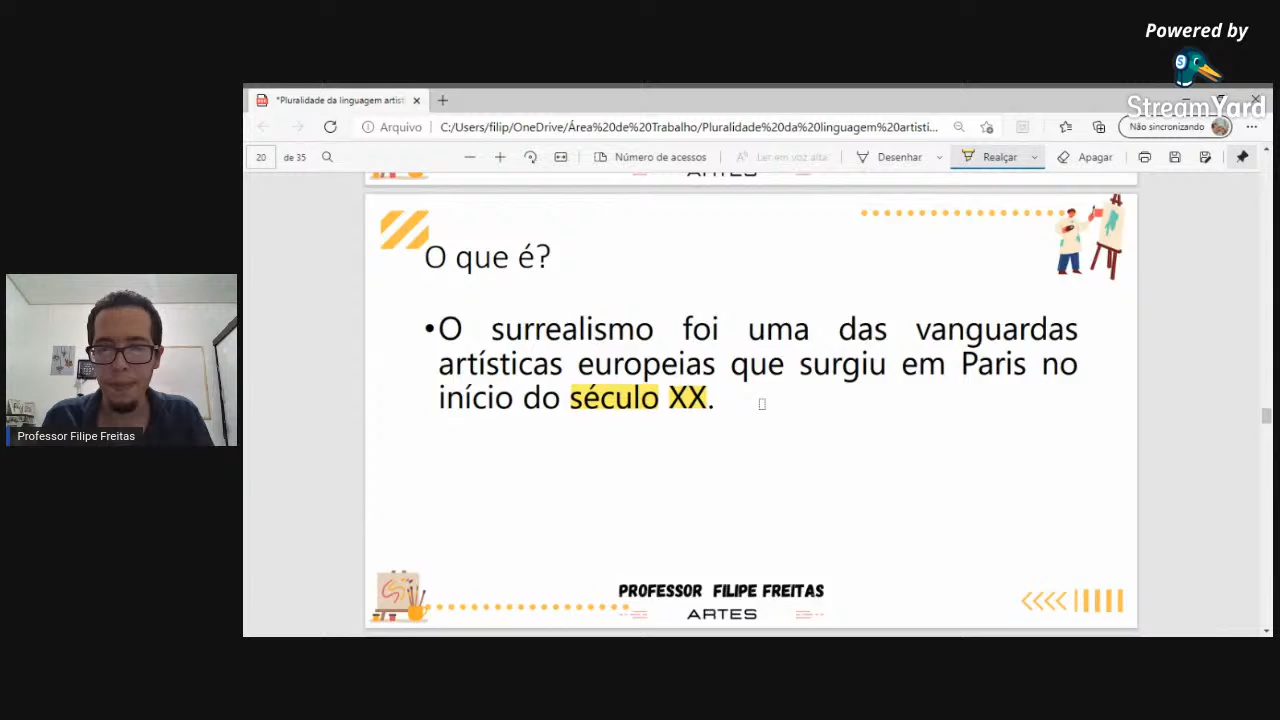 Powered by
StreamYard
*Pluralidade da linguagem artist
Arquivo C:/Users/filip/OneDrive/Área%20de%20Trabalho/Pluralidade%20da%20linguagem%20artisti... Não sincronizando
20 de 35 Número de acessos Ler em voz alta Desenhar Realçar Apagar
ARTES
O que é?
•O surrealismo foi uma das vanguardas
artísticas europeias que surgiu em Paris no
início do século XX.
Professor Filipe Freitas
PROFESSOR FILIPE FREITAS
ARTES